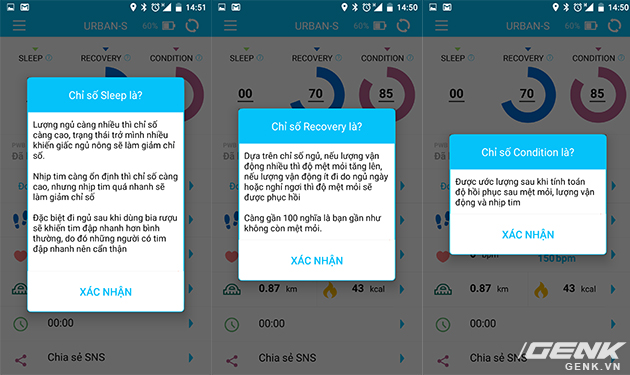 14:51
URBAN-S
60%
SLEEP
RECOVERY
CONDITION
Chỉ số Sleep là?
Lượng ngủ càng nhiều thì chỉ số
càng cao, trạng thái trở mình nhiều
khiến giấc ngủ nông sẽ làm giảm chỉ
số.
Nhịp tim càng ổn định thì chỉ số càng
cao, nhưng nhịp tim quá nhanh sẽ
làm giảm chỉ số
Đặc biệt đi ngủ sau khi dùng bia rượu
sẽ khiến tim đập nhanh hơn bình
thường, do đó những người có tim
đập nhanh nên cẩn thận
XÁC NHẬN
00:00
Chia sẻ SNS
14:50
URBAN-S
60%
SLEEP
RECOVERY
CONDITION
00
70
85
Chỉ số Recovery là?
Dựa trên chỉ số ngủ, nếu lượng vận
động nhiều thì độ mệt mỏi tăng lên,
nếu lượng vận động ít đi do ngủ ngày
hoặc nghỉ ngơi thì độ mệt mỏi sẽ
được phục hồi
Càng gần 100 nghĩa là bạn gần như
không còn mệt mỏi.
XÁC NHẬN
0.87 km
43 kcal
00:00
Chia sẻ SNS
14:50
URBAN-S
60%
SLEEP
RECOVERY
CONDITION
00
70
85
Chỉ số Condition là?
Được ước lượng sau khi tính toán
độ hồi phục sau mệt mỏi, lượng vận
động và nhịp tim
XÁC NHẬN
150 bpm
0.87 km
43 kcal
00:00
Chia sẻ SNS
GENK
GENK.VN